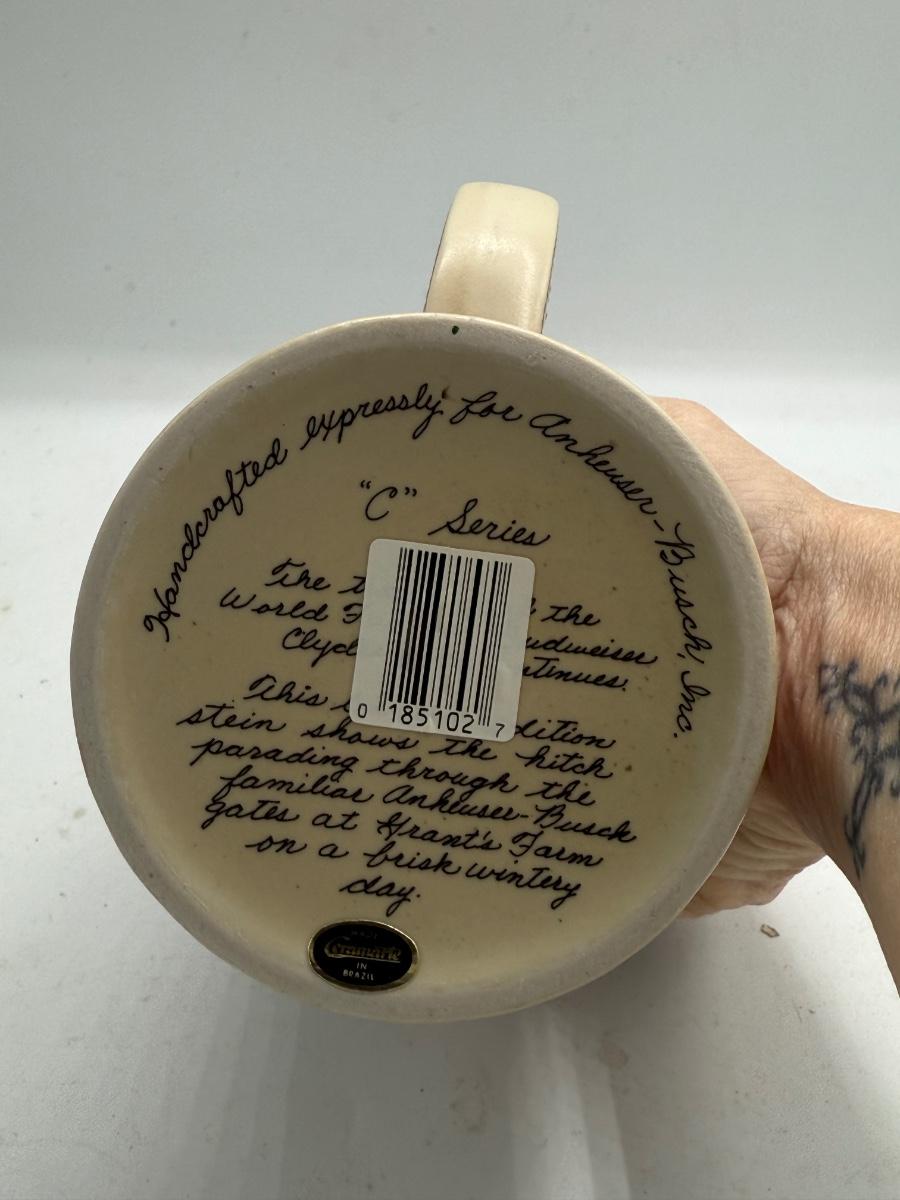 Handcrafted expressly for Anheuser-Busch, Inc.
"C" Series
The the
World
Clyd udweiser
tinues.
This dition
stein shows the hitch
parading through the
familiar Anheuser-Busch
gates at Grant's Farm
on a brisk wintery
day.
0 185102 7
MADE
Ceramarte
IN
BRAZIL